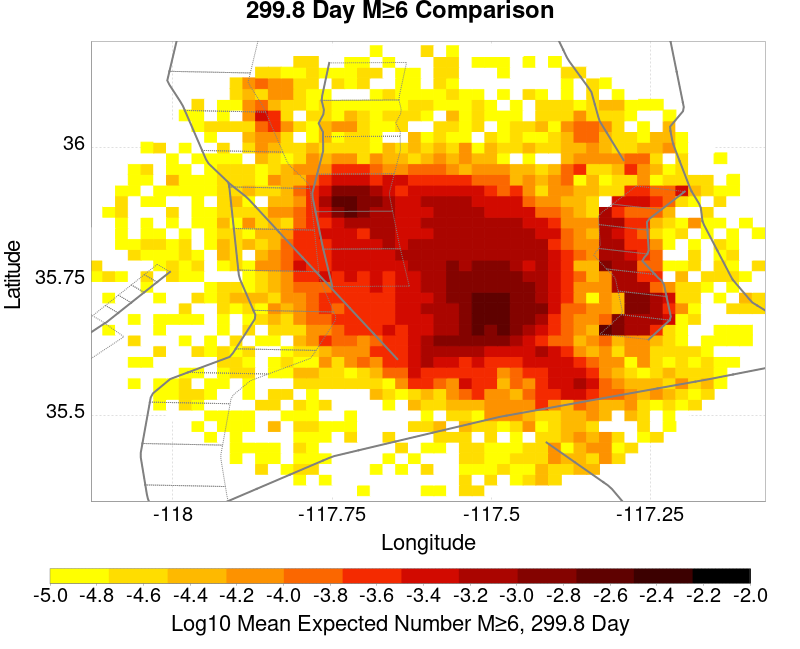 299.8 Day M≥6 Comparison
36
35.75
35.5
Latitude
-118 -117.75 -117.5 -117.25
Longitude
-5.0 -4.8 -4.6 -4.4 -4.2 -4.0 -3.8 -3.6 -3.4 -3.2 -3.0 -2.8 -2.6 -2.4 -2.2 -2.0
Log10 Mean Expected Number M≥6, 299.8 Day